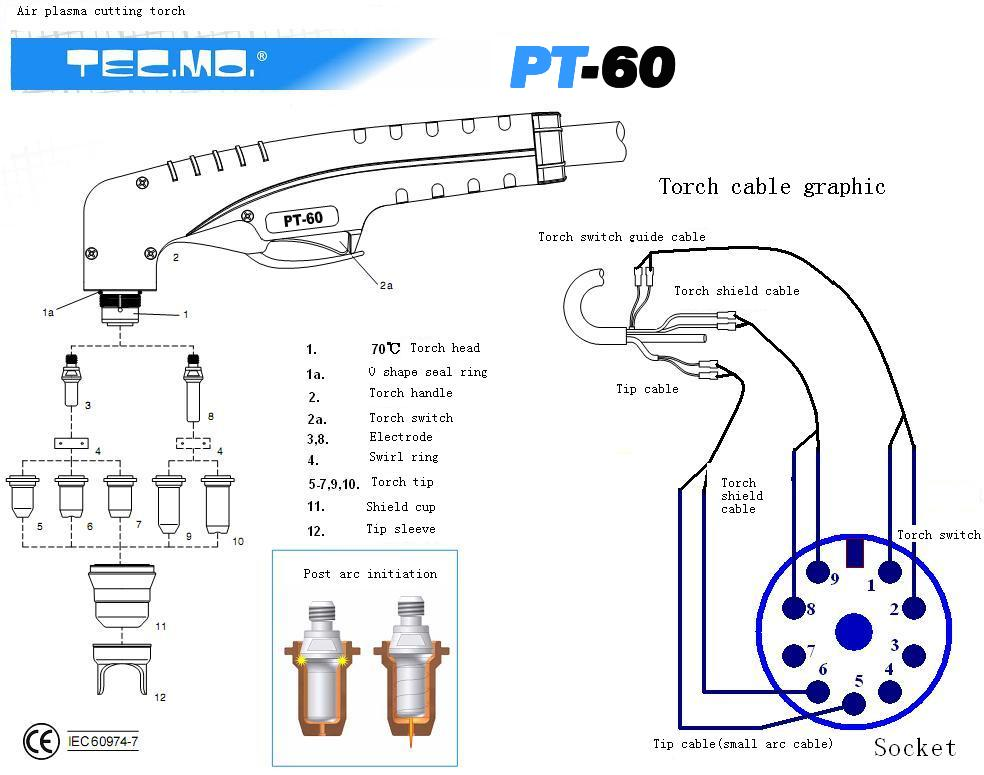 Air plasma cutting torch
TEC.MO.®
PT-60
PT-60
2
2a
1a
1
3
8
4
4
5
6
7
9
10
11
12
1. 70℃ Torch head
1a. O shape seal ring
2. Torch handle
2a. Torch switch
3,8. Electrode
4. Swirl ring
5-7,9,10. Torch tip
11. Shield cup
12. Tip sleeve
Post arc initiation
CE IEC60974-7
Torch cable graphic
Torch switch guide cable
Torch shield cable
Tip cable
Torch
shield
cable
Torch switch
9
1
8
2
7
3
6
4
5
Tip cable(small arc cable)
Socket